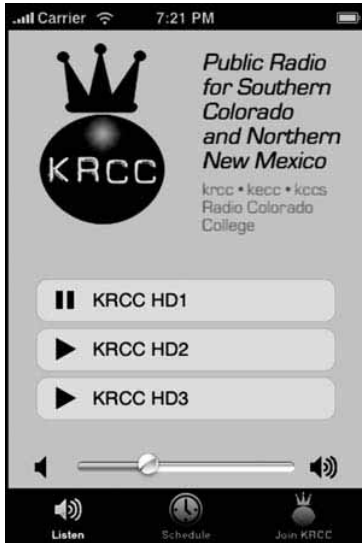 Carrier 7:21 PM
KRCC
Public Radio
for Southern
Colorado
and Northern
New Mexico
krcc • kecc • kccs
Radio Colorado
College
KRCC HD1
KRCC HD2
KRCC HD3
Listen Schedule Join KRCC